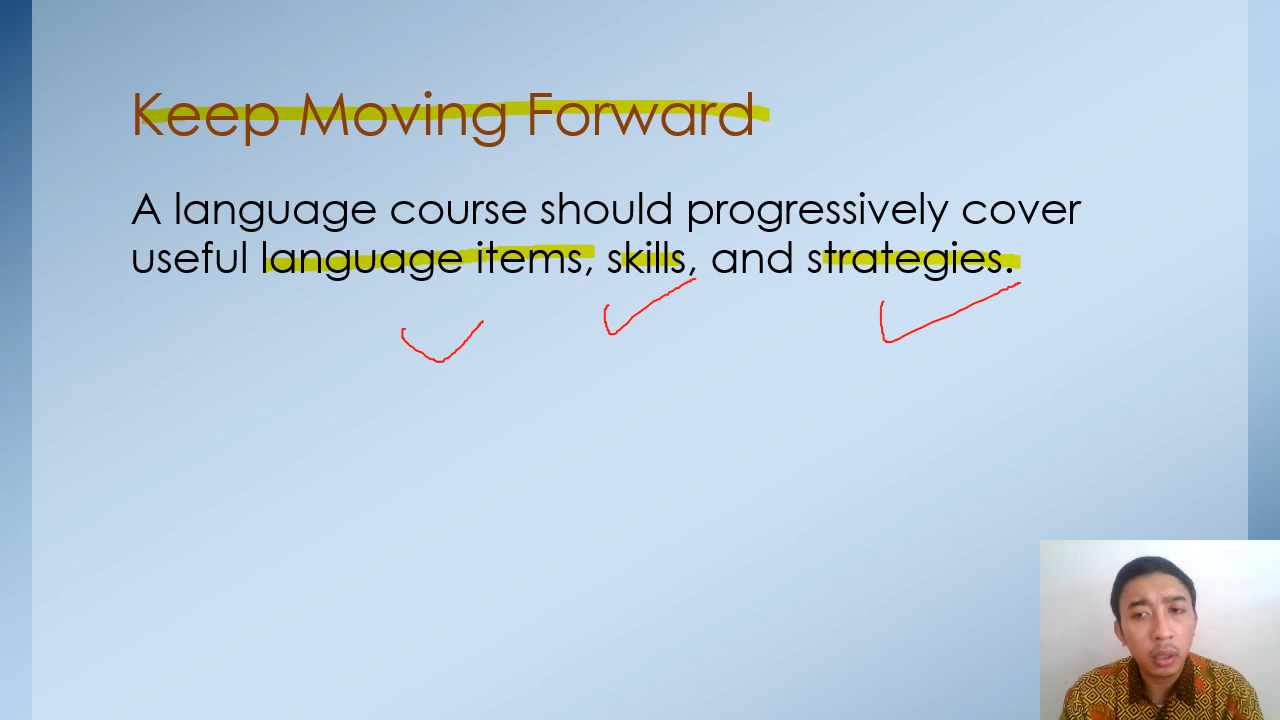 Keep Moving Forward
A language course should progressively cover
useful language items, skills, and strategies.